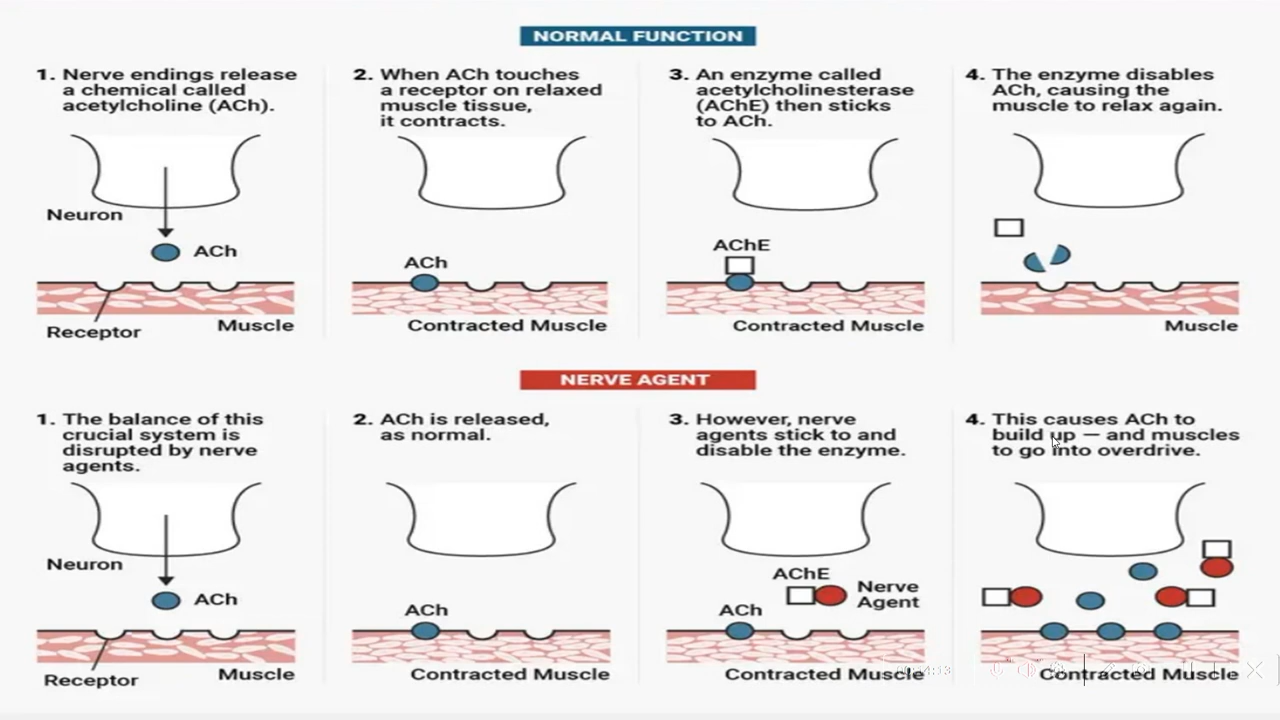 NORMAL FUNCTION
1. Nerve endings release
a chemical called
acetylcholine (ACh).
Neuron
ACh
Receptor
Muscle
2. When ACh touches
a receptor on relaxed
muscle tissue,
it contracts.
ACh
Contracted Muscle
3. An enzyme called
acetylcholinesterase
(AChE) then sticks
to ACh.
AChE
Contracted Muscle
4. The enzyme disables
ACh, causing the
muscle to relax again.
Muscle
NERVE AGENT
1. The balance of this
crucial system is
disrupted by nerve
agents.
Neuron
ACh
Receptor
Muscle
2. ACh is released,
as normal.
ACh
Contracted Muscle
3. However, nerve
agents stick to and
disable the enzyme.
AChE
Nerve
Agent
ACh
Contracted Muscle
4. This causes ACh to
build up — and muscles
to go into overdrive.
Contracted Muscle